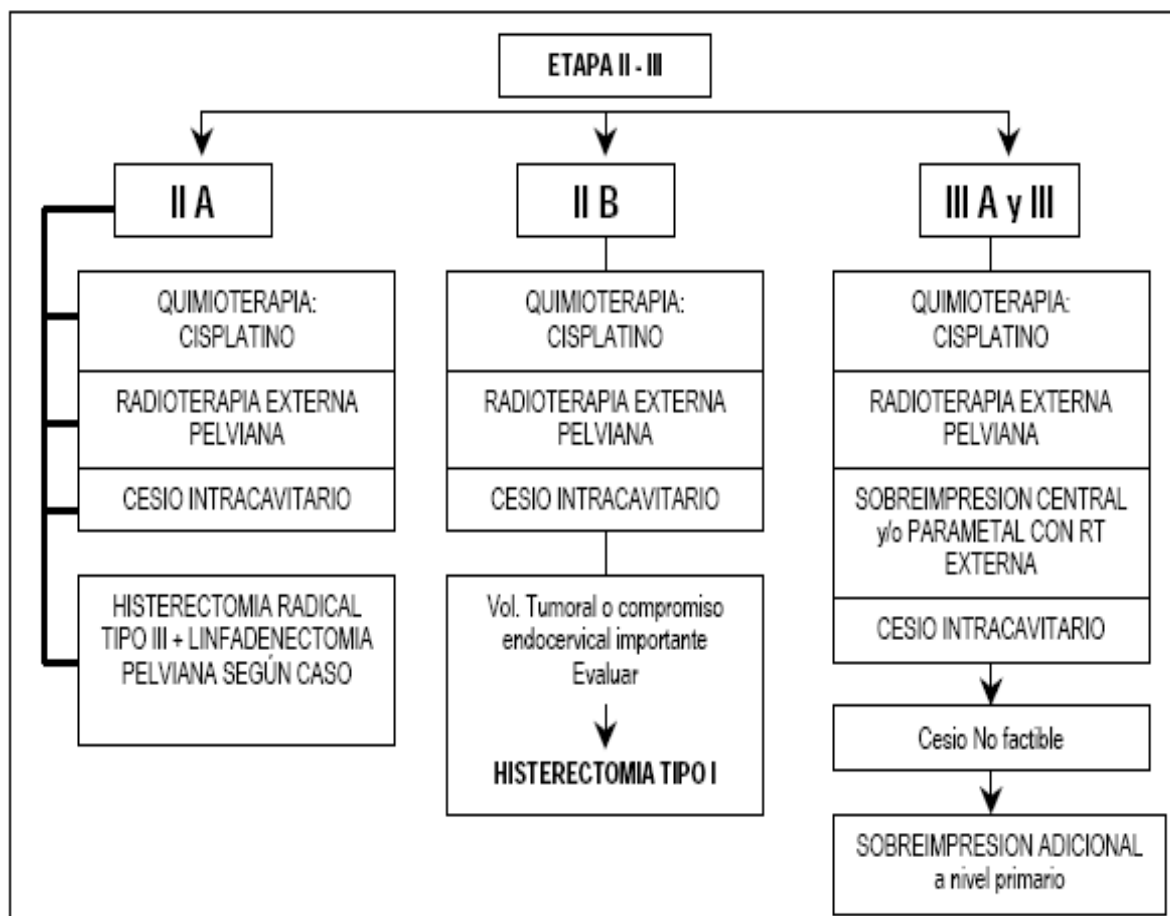 ETAPA II - III
II A
QUIMIOTERAPIA:
CISPLATINO
RADIOTERAPIA EXTERNA
PELVIANA
CESIO INTRACAVITARIO
HISTERECTOMIA RADICAL
TIPO III + LINFADENECTOMIA
PELVIANA SEGÚN CASO
II B
QUIMIOTERAPIA:
CISPLATINO
RADIOTERAPIA EXTERNA
PELVIANA
CESIO INTRACAVITARIO
Vol. Tumoral o compromiso
endocervical importante
Evaluar
HISTERECTOMIA TIPO I
III A y III
QUIMIOTERAPIA:
CISPLATINO
RADIOTERAPIA EXTERNA
PELVIANA
SOBREIMPRESION CENTRAL
y/o PARAMETAL CON RT
EXTERNA
CESIO INTRACAVITARIO
Cesio No factible
SOBREIMPRESION ADICIONAL
a nivel primario